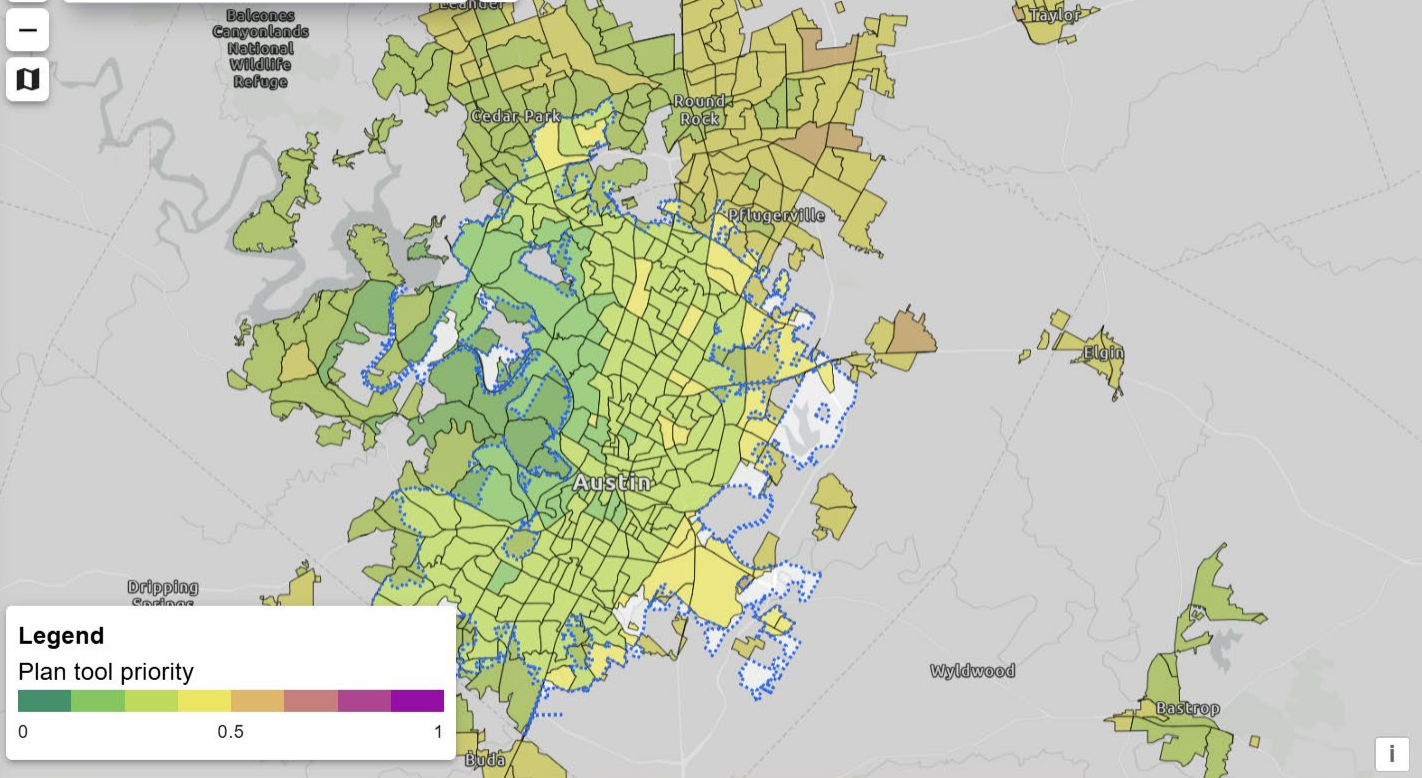 Leander
Taylor
Balcones
Canyonlands
National
Wildlife
Refuge
Cedar Park
Round
Rock
Pflugerville
Elgin
Austin
Dripping
Springs
Wyldwood
Bastrop
Buda
Legend
Plan tool priority
0
0.5
1
i